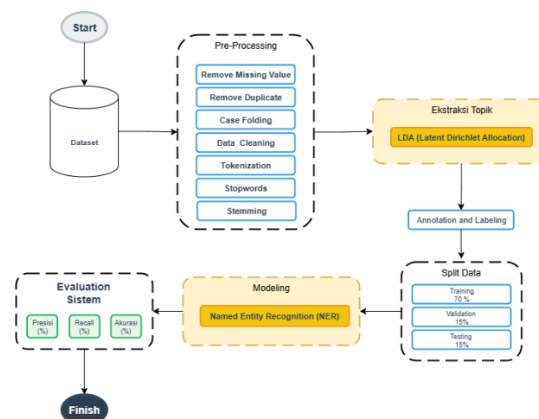 Start
Dataset
Pre-Processing
Remove Missing Value
Remove Duplicate
Case Folding
Data Cleaning
Tokenization
Stopwords
Stemming
Ekstraksi Topik
LDA (Latent Dirichlet Allocation)
Annotation and Labeling
Split Data
Training
70 %
Validation
15%
Testing
15%
Modeling
Named Entity Recognition (NER)
Evaluation
Sistem
Presisi
(%)
Recall
(%)
Akurasi
(%)
Finish